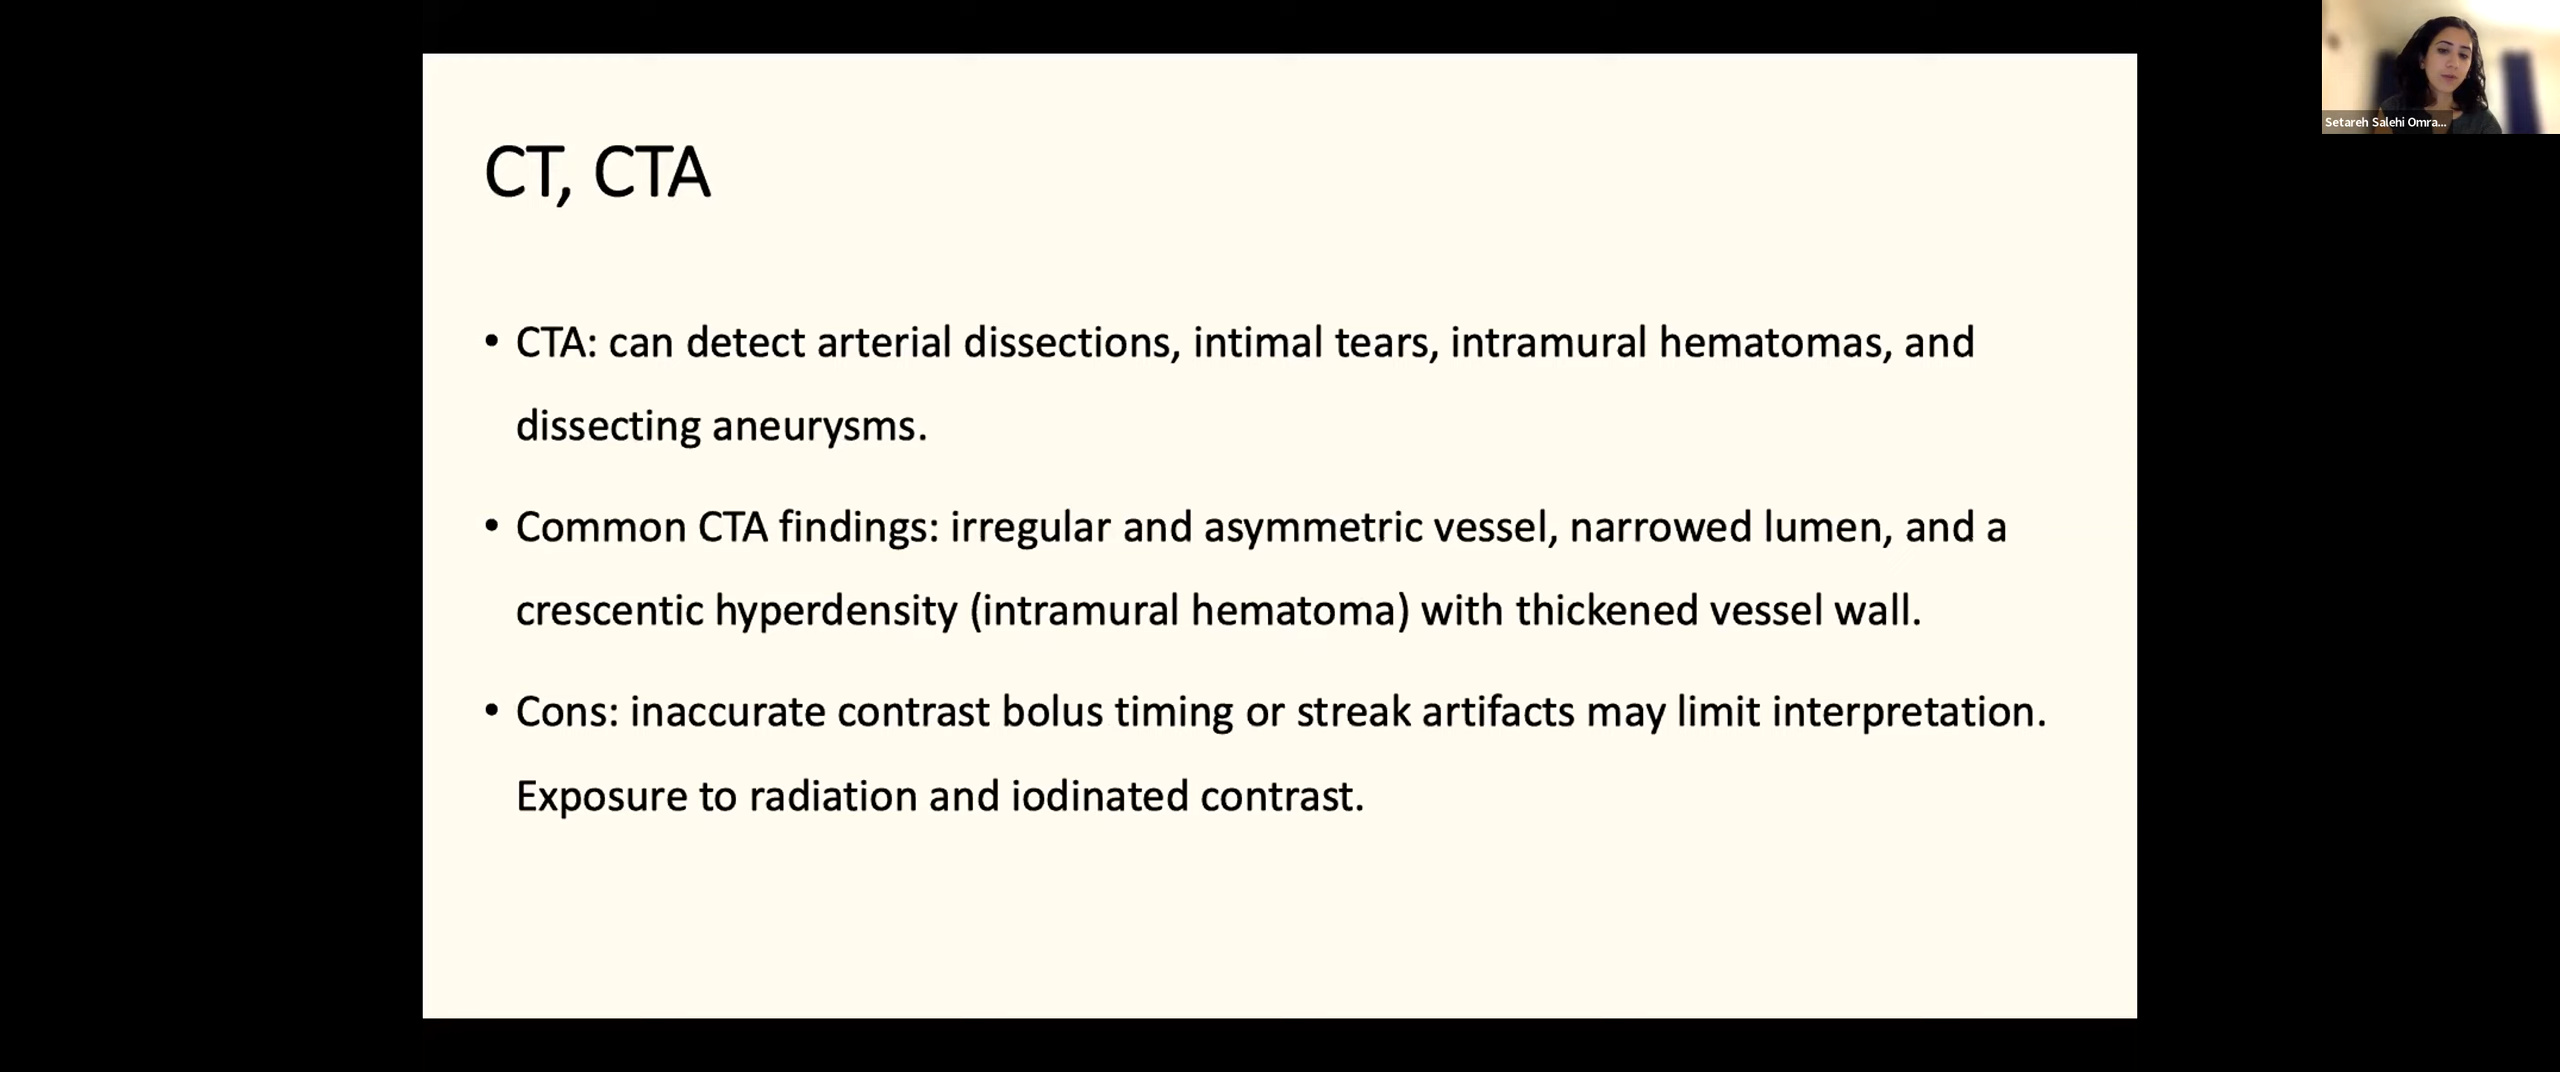 CT, CTA
• CTA: can detect arterial dissections, intimal tears, intramural hematomas, and
dissecting aneurysms.
• Common CTA findings: irregular and asymmetric vessel, narrowed lumen, and a
crescentic hyperdensity (intramural hematoma) with thickened vessel wall.
• Cons: inaccurate contrast bolus timing or streak artifacts may limit interpretation.
Exposure to radiation and iodinated contrast.
Setareh Salehi Omra...